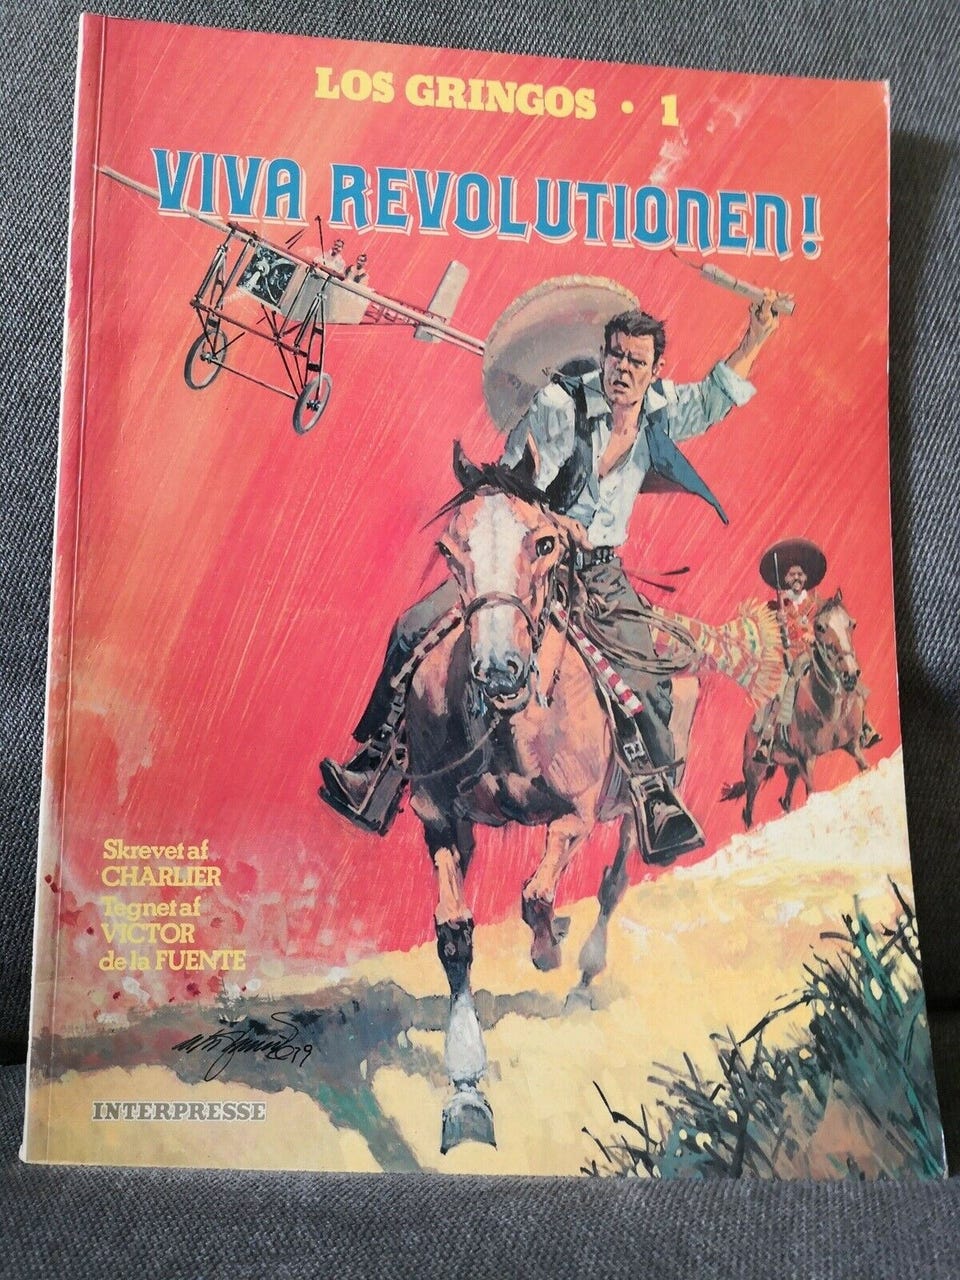 LOS GRINGOS • 1
VIVA REVOLUTIONEN!
Skrevet af
CHARLIER
Tegnet af
VICTOR
de la FUENTE
INTERPRESSE